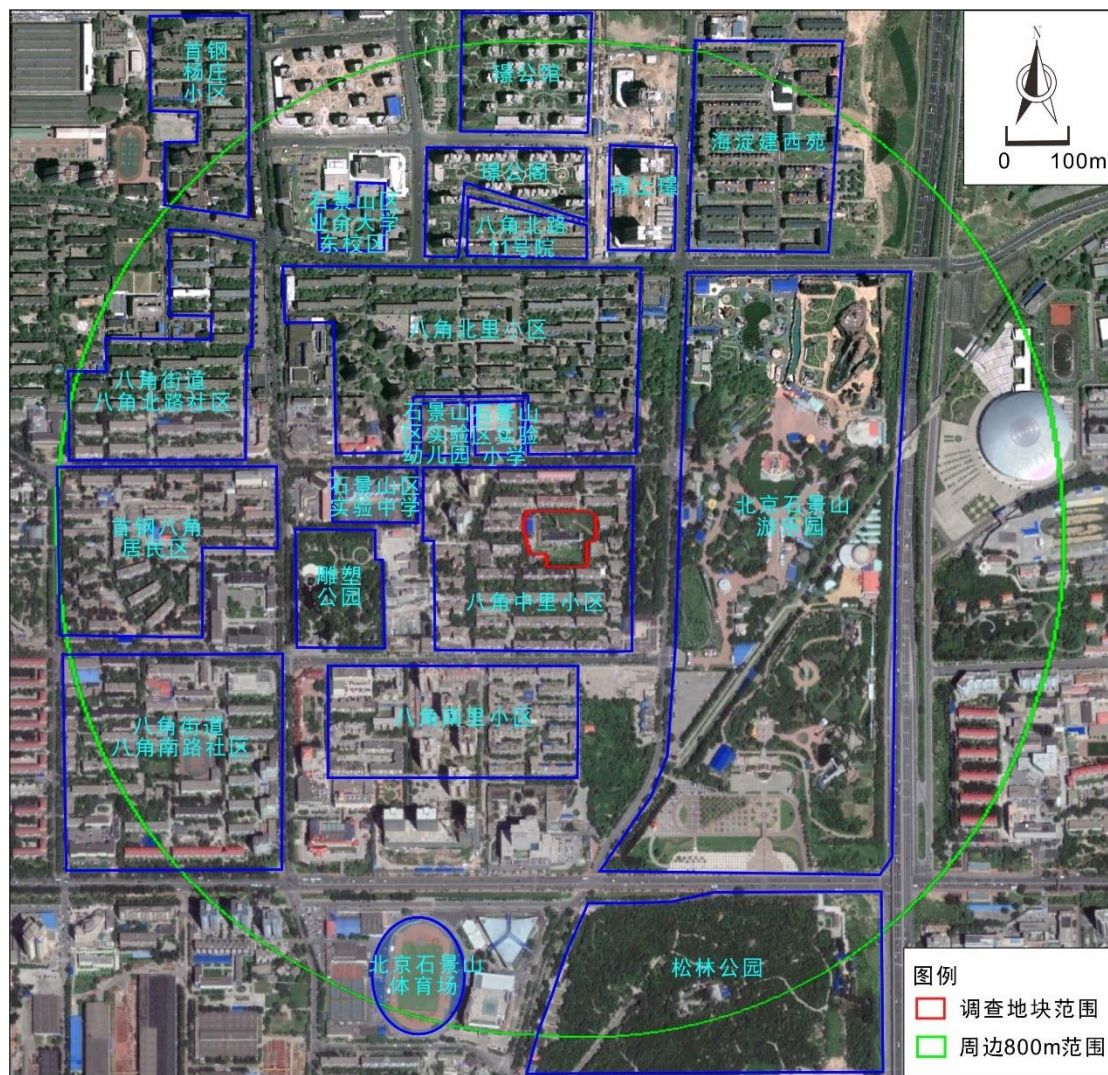 首钢
杨庄
小区
璟公馆
海淀建西苑
N
0 100m
石景山区
业余大学
东校区
璟公阁
八角北路
11号院
璟上璟
八角北里小区
八角街道
八角北路社区
石景山
区实验
幼儿园
石景山
区实验
小学
首钢八角
居民区
石景山区
实验中学
北京石景山
游乐园
雕塑
公园
八角中里小区
八角街道
八角南路社区
八角南里小区
北京石景山
体育场
松林公园
图例
调查地块范围
周边800m范围